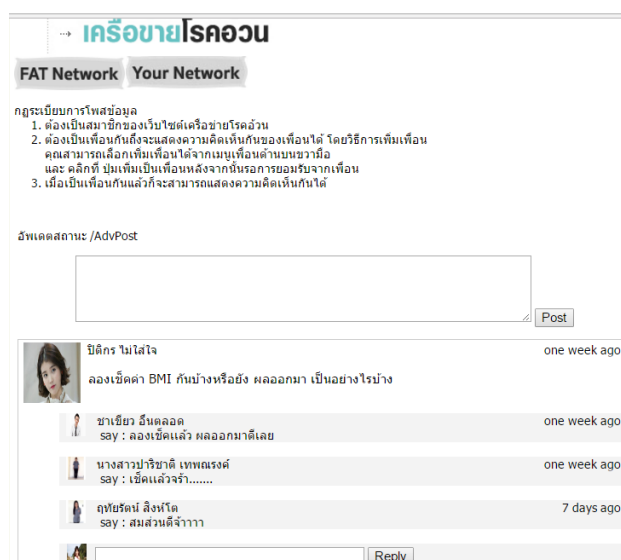 เครือขายโรคอวน
FAT Network Your Network
กฎระเบียบการโพสข้อมูล
1. ต้องเป็นสมาชิกของเว็บไซต์เครือข่ายโรคอ้วน
2. ต้องเป็นเพื่อนกันถึงจะแสดงความคิดเห็นกันของเพื่อนได้ โดยวิธีการเพิ่มเพื่อน
คุณสามารถเลือกเพิ่มเพื่อนได้จากเมนูเพื่อนด้านบนขวามือ
และ คลิกที่ ปุ่มเพิ่มเป็นเพื่อนหลังจากนั้นรอการยอมรับจากเพื่อน
3. เมื่อเป็นเพื่อนกันแล้วก็จะสามารถแสดงความคิดเห็นกันได้
อัพเดตสถานะ /AdvPost
Post
ปิติกร ไม่ใส่ใจ one week ago
ลองเช็คค่า BMI กันบ้างหรือยัง ผลออกมา เป็นอย่างไรบ้าง
ชาเขียว อื่นตลอด one week ago
say : ลองเช็คแล้ว ผลออกมาดีเลย
นางสาวปาริชาติ เทพณรงค์ one week ago
say : เช็คแล้วจร้า.......
ฤทัยรัตน์ สิงห์โต 7 days ago
say : สมส่วนดีจ้าาาา
Reply